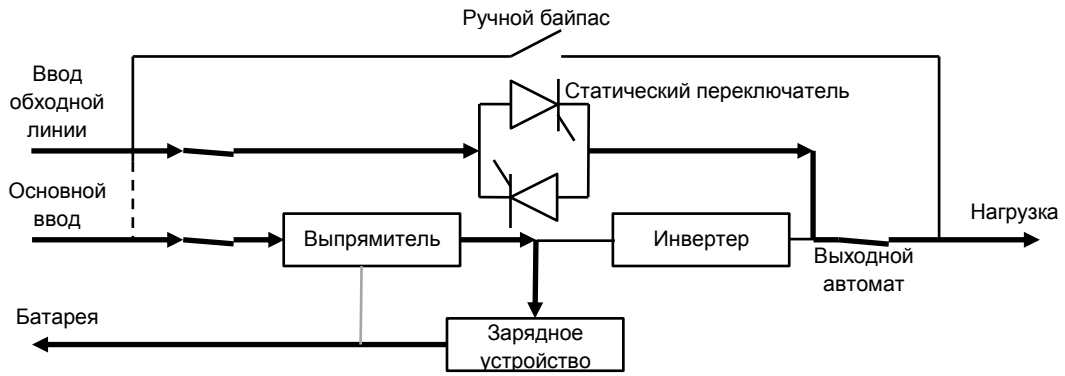 Ручной байпас
Ввод
обходной
линии
Статический переключатель
Основной
ввод
Выпрямитель
Инвертер
Нагрузка
Выходной
автомат
Батарея
Зарядное
устройство